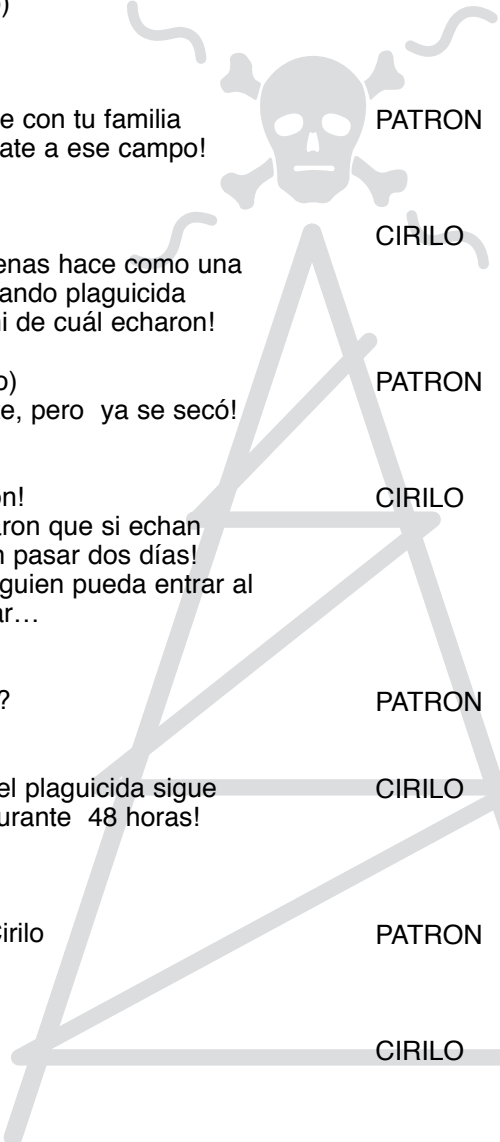 )
e con tu familia PATRON
ate a ese campo!
CIRILO
enas hace como una
ando plaguicida
i de cuál echaron!
o) PATRON
e, pero ya se secó!
on! CIRILO
ron que si echan
n pasar dos días!
guien pueda entrar al
ar…
? PATRON
el plaguicida sigue CIRILO
urante 48 horas!
Cirilo PATRON
CIRILO